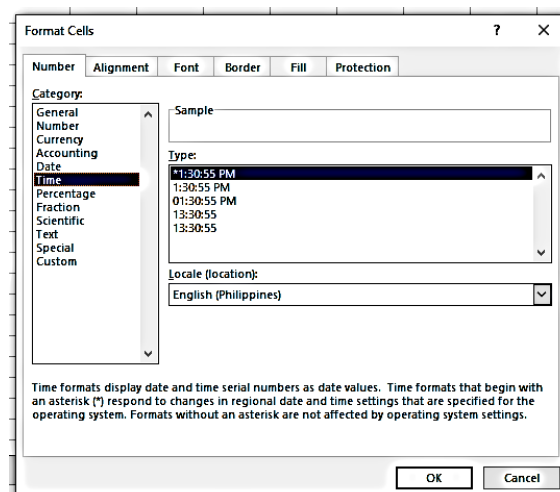 Format Cells ? ×
Number Alignment Font Border Fill Protection
Category:
General
Number
Currency
Accounting
Date
Time
Percentage
Fraction
Scientific
Text
Special
Custom
Sample
Type:
*1:30:55 PM
1:30:55 PM
01:30:55 PM
13:30:55
13:30:55
Locale (location):
English (Philippines)
Time formats display date and time serial numbers as date values. Time formats that begin with
an asterisk (*) respond to changes in regional date and time settings that are specified for the
operating system. Formats without an asterisk are not affected by operating system settings.
OK Cancel